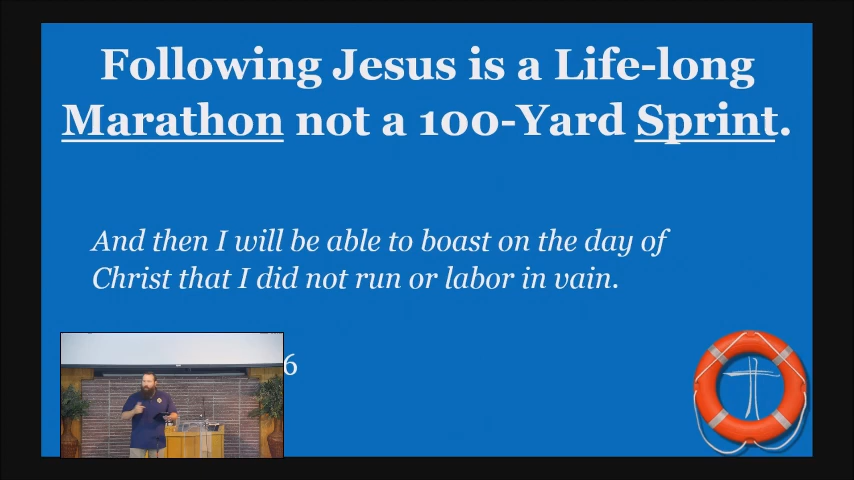 Following Jesus is a Life-long
Marathon not a 100-Yard Sprint.
And then I will be able to boast on the day of
Christ that I did not run or labor in vain.
6